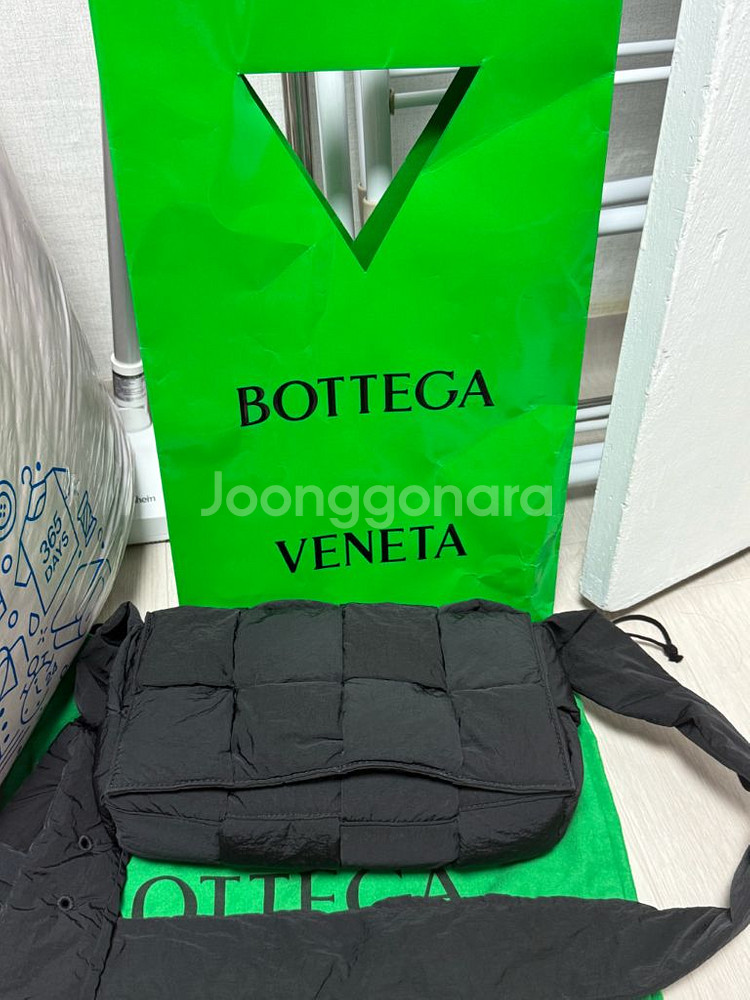 BOTTEGA
Joonggonara
VENETA
365
DAYS
OTTEGA